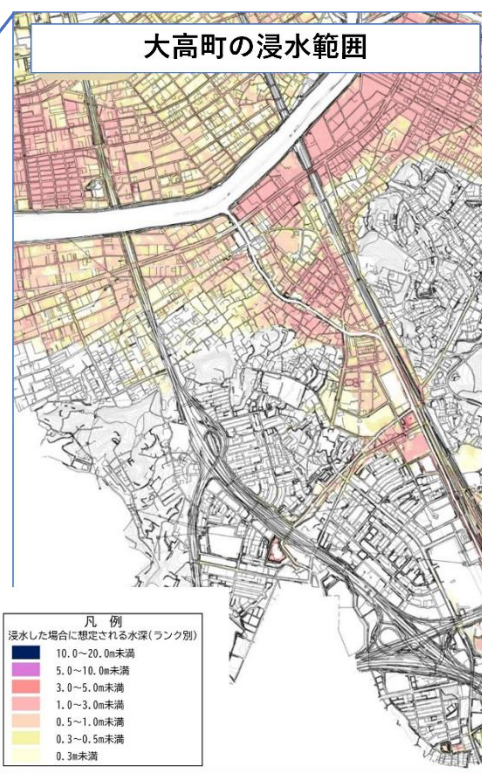 大高町の浸水範囲
凡 例
浸水した場合に想定される水深(ランク別)
10.0～20.0m未満
5.0～10.0m未満
3.0～5.0m未満
1.0～3.0m未満
0.5～1.0m未満
0.3～0.5m未満
0.3m未満